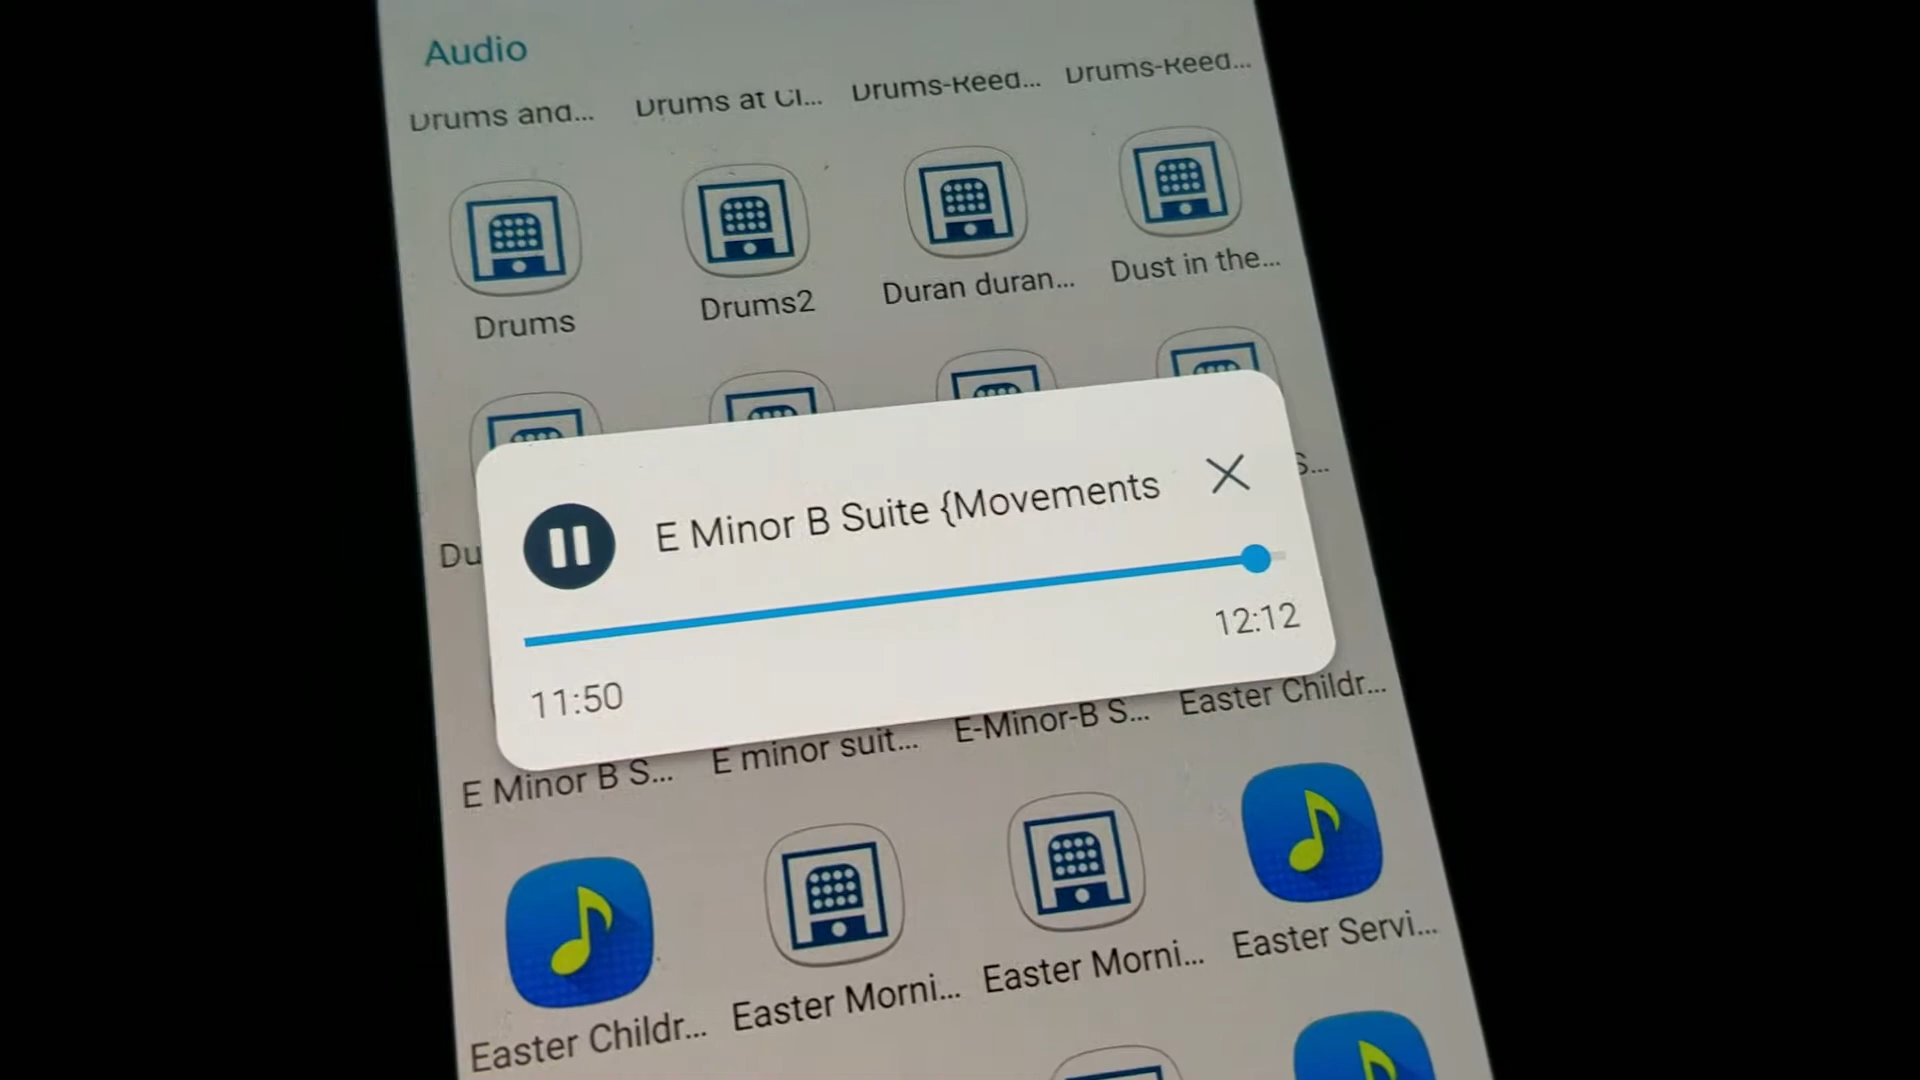 Audio
Drums and... Drums at Cl... Drums-Reed... Drums-Reed...
Drums Drums2 Duran duran... Dust in the...
E Minor B Suite {Movements
11:50 12:12
Du S...
E Minor B S... E minor suit... E-Minor-B S... Easter Childr...
Easter Childr... Easter Morni... Easter Morni... Easter Servi...